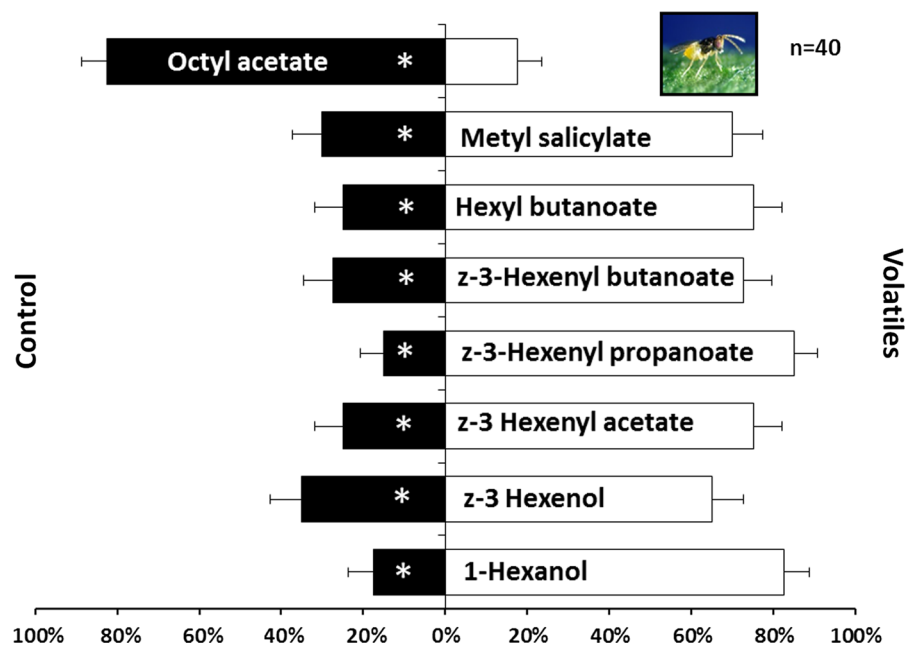 n=40
Octyl acetate *
* Metyl salicylate
* Hexyl butanoate
* z-3-Hexenyl butanoate
* z-3-Hexenyl propanoate
* z-3 Hexenyl acetate
* z-3 Hexenol
* 1-Hexanol
Control
Volatiles
100% 80% 60% 40% 20% 0% 20% 40% 60% 80% 100%